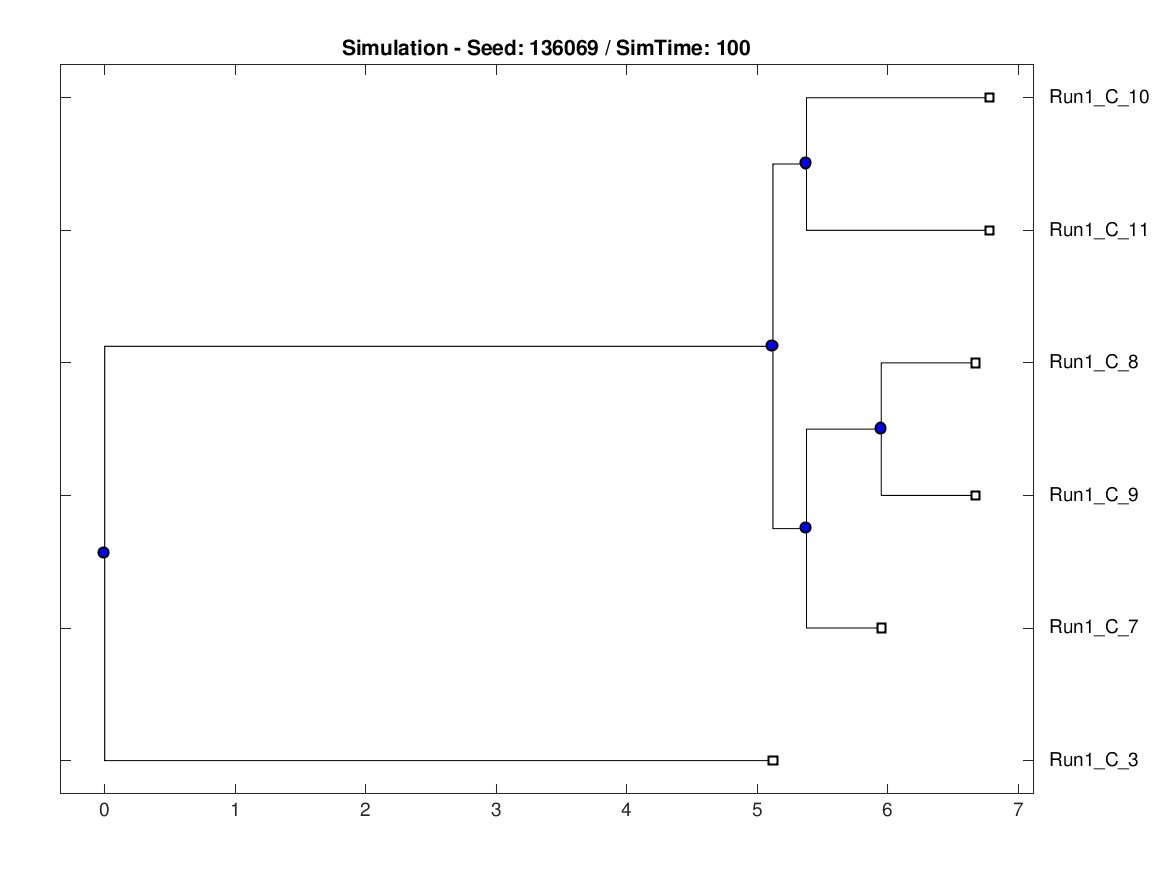 Simulation - Seed: 136069 / SimTime: 100
Run1_C_10
Run1_C_11
Run1_C_8
Run1_C_9
Run1_C_7
Run1_C_3
0 1 2 3 4 5 6 7